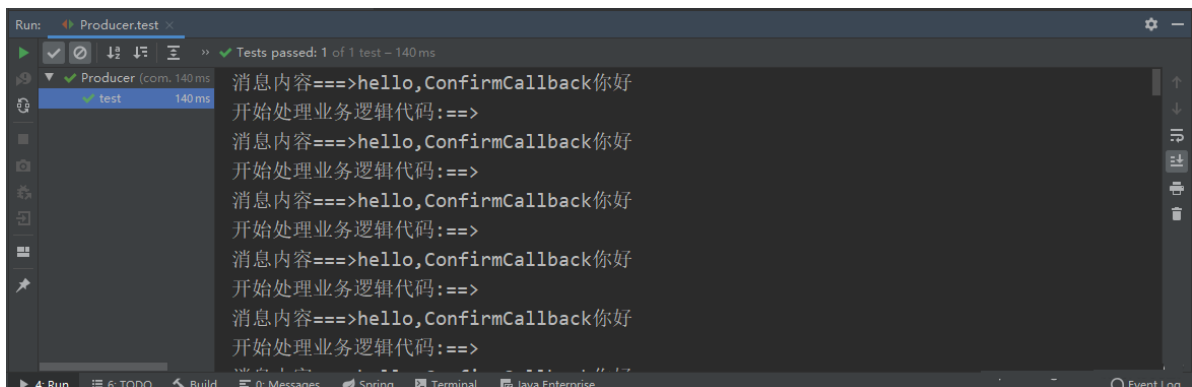 Run: Producer.test ×
Tests passed: 1 of 1 test – 140 ms
Producer (com. 140 ms
test 140 ms
消息内容===>hello,ConfirmCallback你好
开始处理业务逻辑代码:==>
消息内容===>hello,ConfirmCallback你好
开始处理业务逻辑代码:==>
消息内容===>hello,ConfirmCallback你好
开始处理业务逻辑代码:==>
消息内容===>hello,ConfirmCallback你好
开始处理业务逻辑代码:==>
消息内容===>hello,ConfirmCallback你好
开始处理业务逻辑代码:==>
4: Run 6: TODO Build 0: Messages Spring Terminal Java Enterprise Event Log